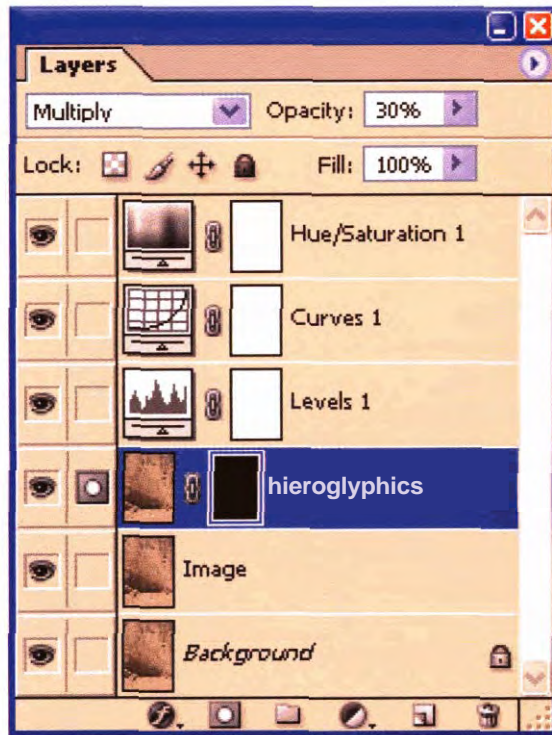 Layers
Multiply Opacity: 30%
Lock: Fill: 100%
Hue/Saturation 1
Curves 1
Levels 1
hieroglyphics
Image
Background